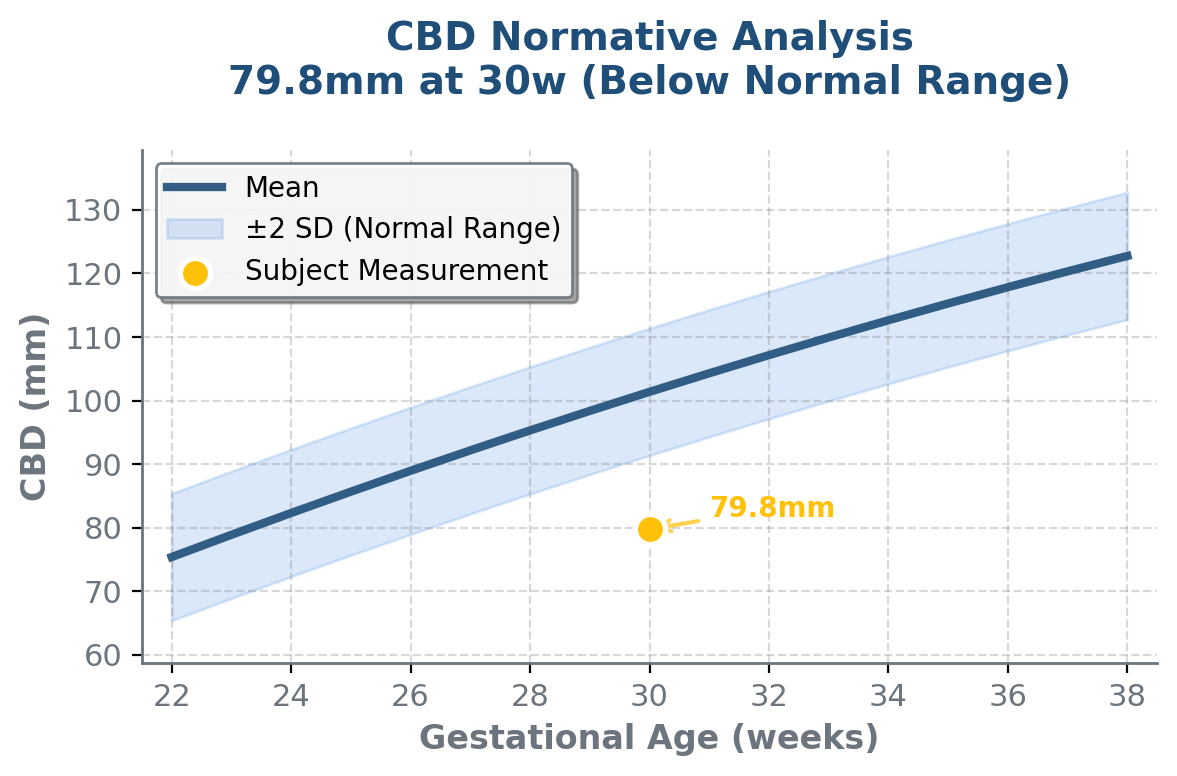 CBD Normative Analysis
79.8mm at 30w (Below Normal Range)
Mean
±2 SD (Normal Range)
Subject Measurement
CBD (mm)
130
120
110
100
90
80
70
60
79.8mm
22 24 26 28 30 32 34 36 38
Gestational Age (weeks)